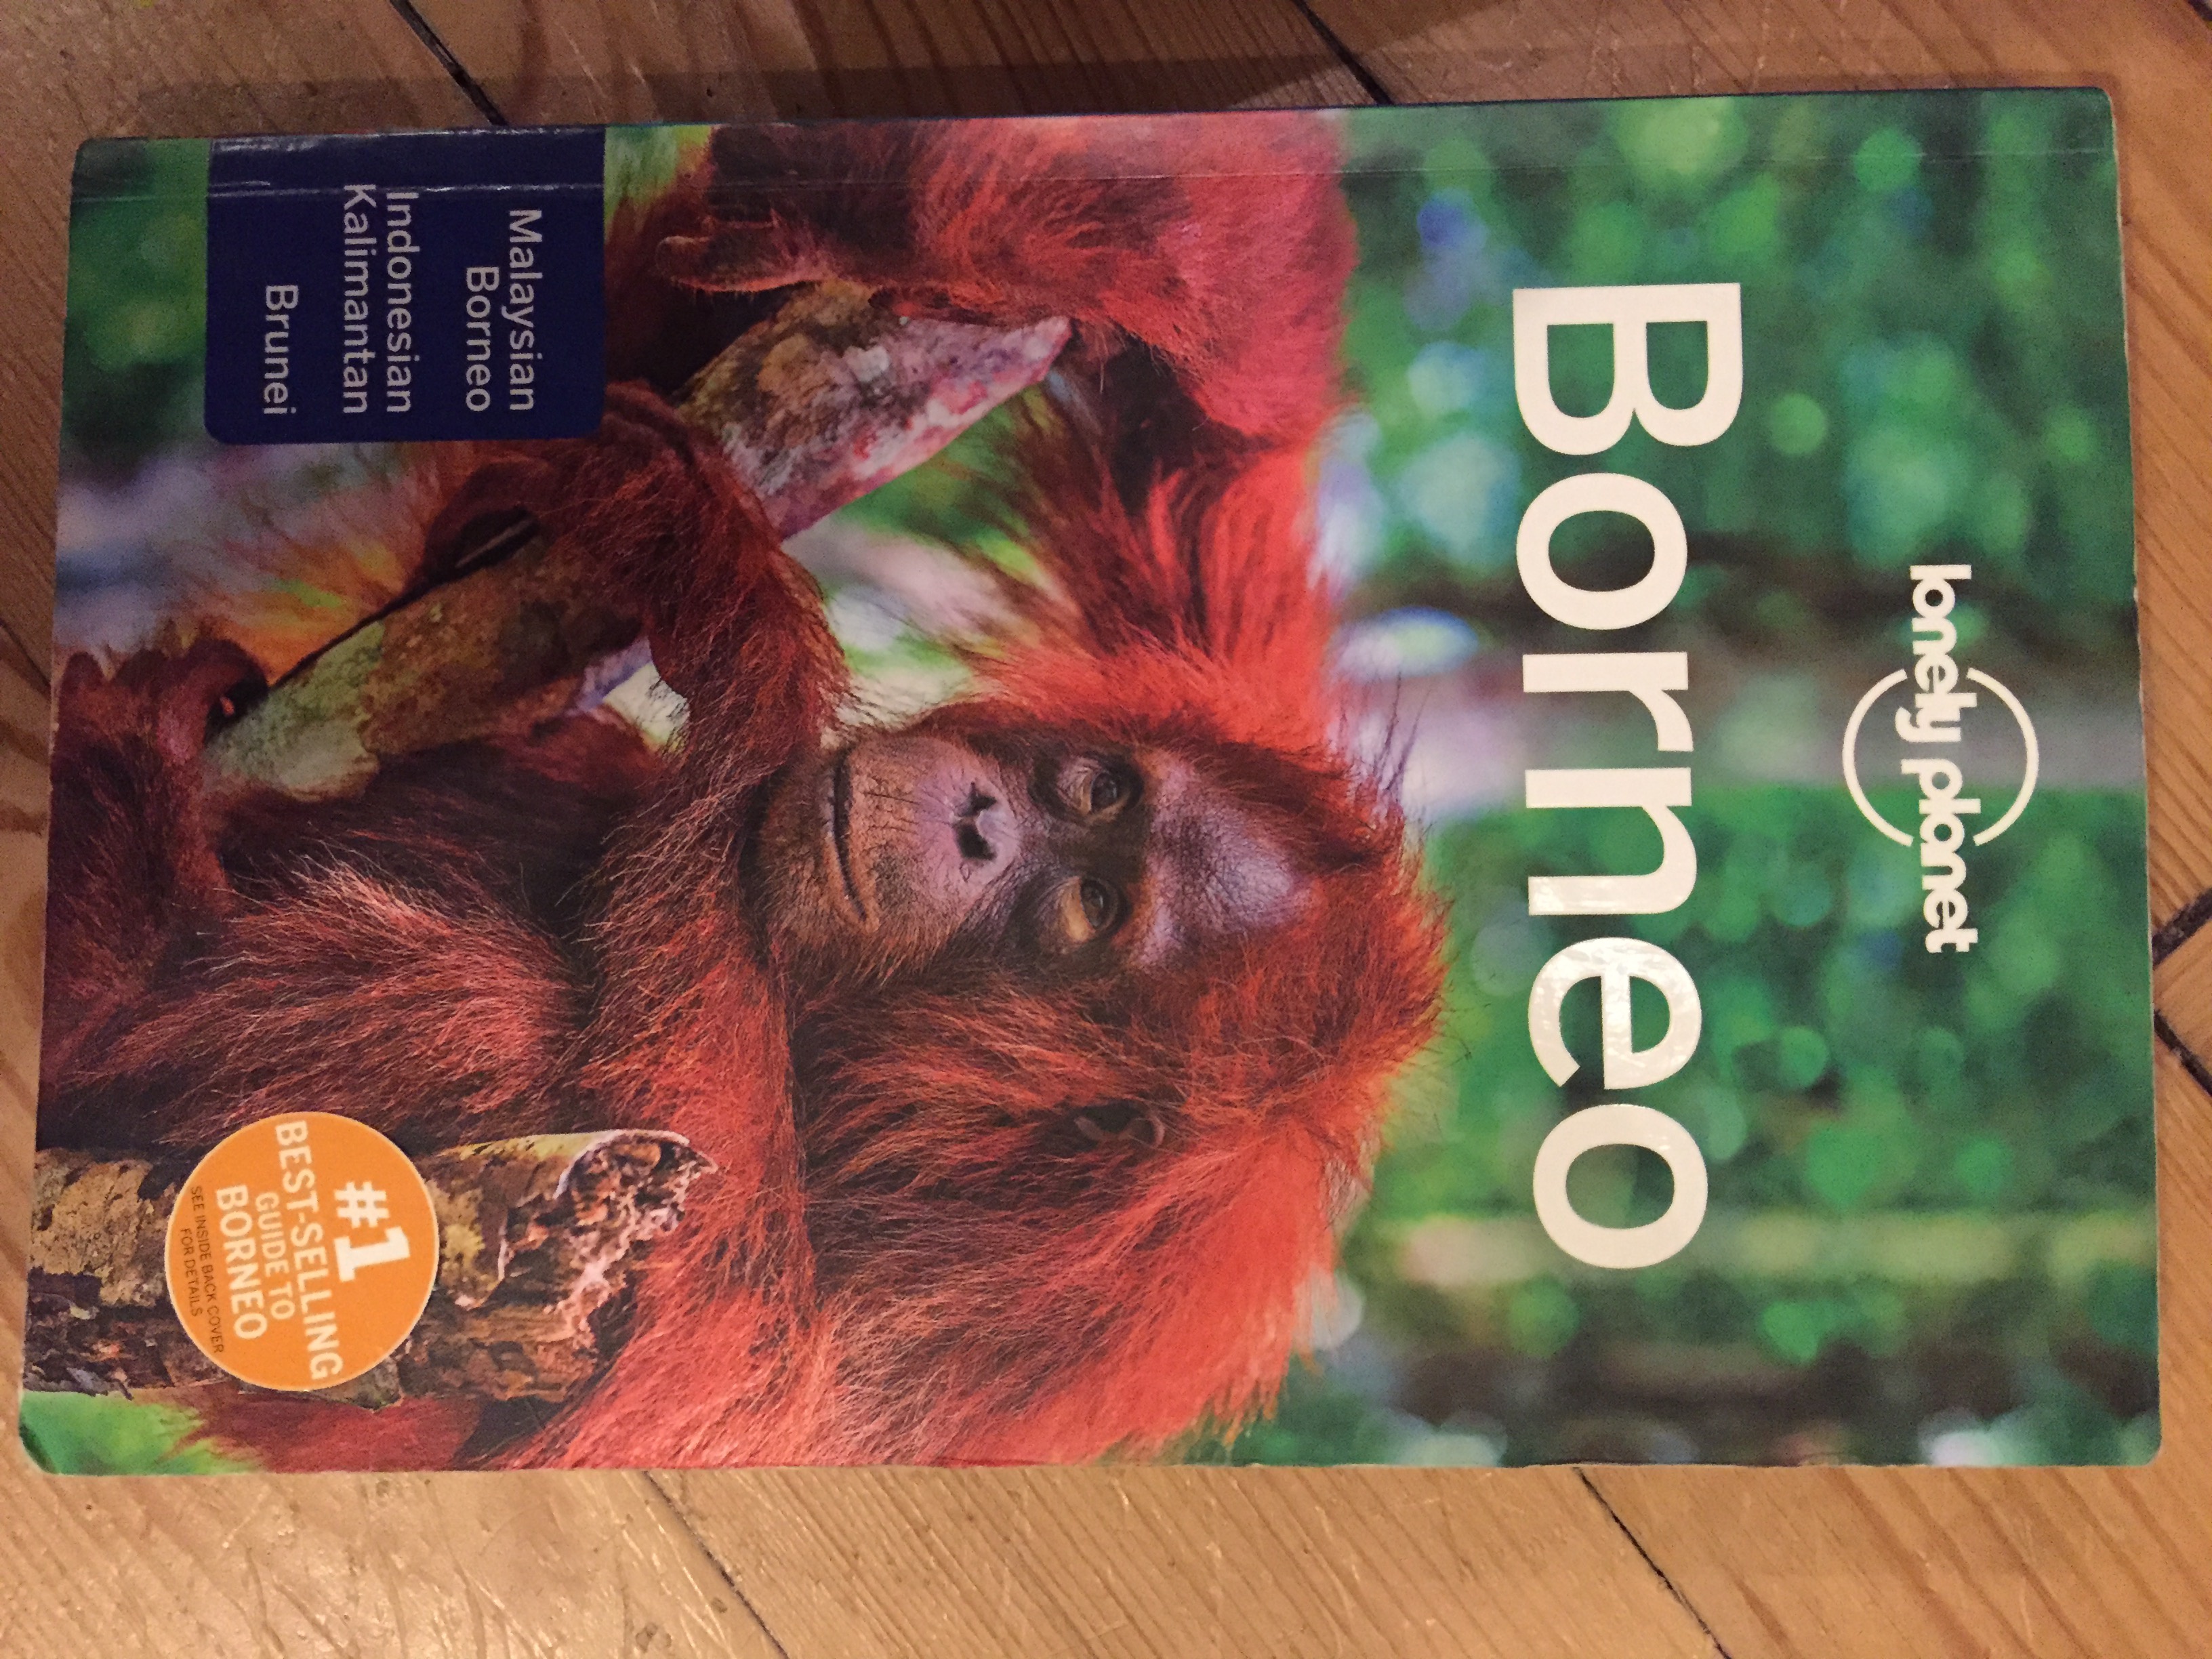 lonely planet
Borneo
Malaysian
Borneo
Indonesian
Kalimantan
Brunei
#1
BEST-SELLING
GUIDE TO
BORNEO
SEE INSIDE BACK COVER
FOR DETAILS